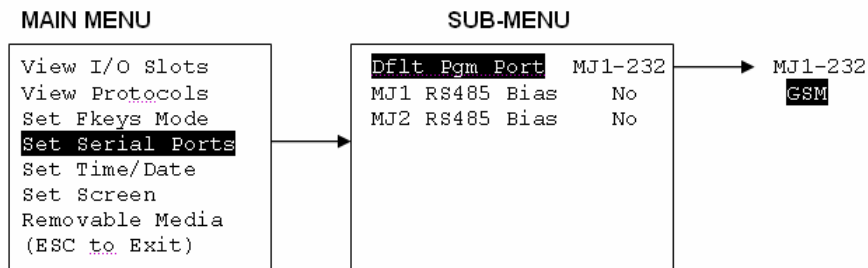 MAIN MENU
View I/O Slots
View Protocols
Set Fkeys Mode
Set Serial Ports
Set Time/Date
Set Screen
Removable Media
(ESC to Exit)
SUB-MENU
Dflt Pgm Port MJ1-232
MJ1 RS485 Bias No
MJ2 RS485 Bias No
MJ1-232
GSM